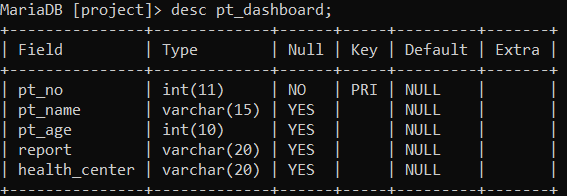 MariaDB [project]> desc pt_dashboard;
+---------------+-------------+------+-----+---------+-------+
| Field         | Type        | Null | Key | Default | Extra |
+---------------+-------------+------+-----+---------+-------+
| pt_no         | int(11)     | NO   | PRI | NULL    |       |
| pt_name       | varchar(15) | YES  |     | NULL    |       |
| pt_age        | int(10)     | YES  |     | NULL    |       |
| report        | varchar(20) | YES  |     | NULL    |       |
| health_center | varchar(20) | YES  |     | NULL    |       |
+---------------+-------------+------+-----+---------+-------+